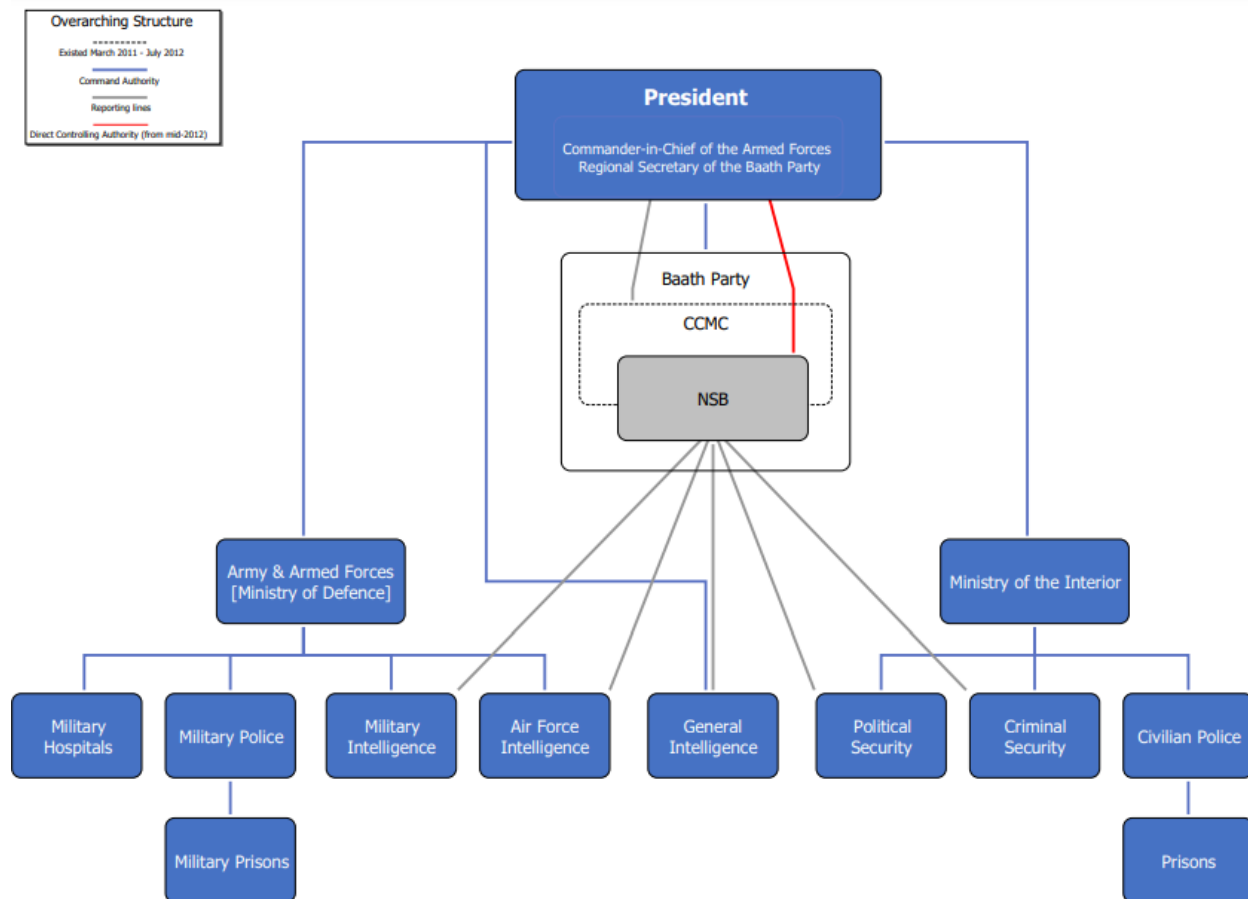 Overarching Structure
Existed March 2011 - July 2012
Command Authority
Reporting lines
Direct Controlling Authority (from mid-2012)
President
Commander-in-Chief of the Armed Forces
Regional Secretary of the Baath Party
Baath Party
CCMC
NSB
Army & Armed Forces
[Ministry of Defence]
Ministry of the Interior
Military
Hospitals
Military Police
Military
Intelligence
Air Force
Intelligence
General
Intelligence
Political
Security
Criminal
Security
Civilian Police
Military Prisons
Prisons